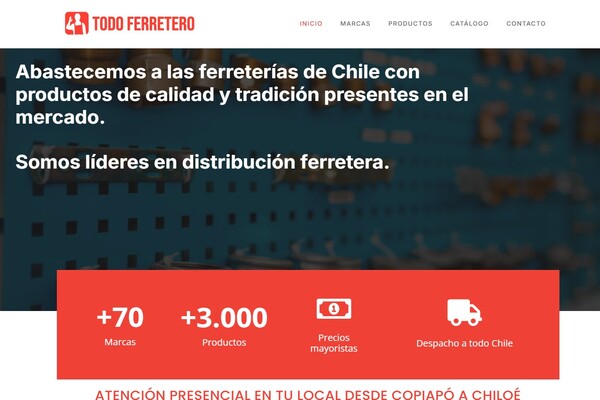 TODO FERRETERO
INICIO MARCAS PRODUCTOS CATÁLOGO CONTACTO
Abastecemos a las ferreterías de Chile con
productos de calidad y tradición presentes en el
mercado.
Somos líderes en distribución ferretera.
+70
Marcas
+3.000
Productos
1
Precios
mayoristas
Despacho a todo Chile
ATENCIÓN PRESENCIAL EN TU LOCAL DESDE COPIAPÓ A CHILOÉ